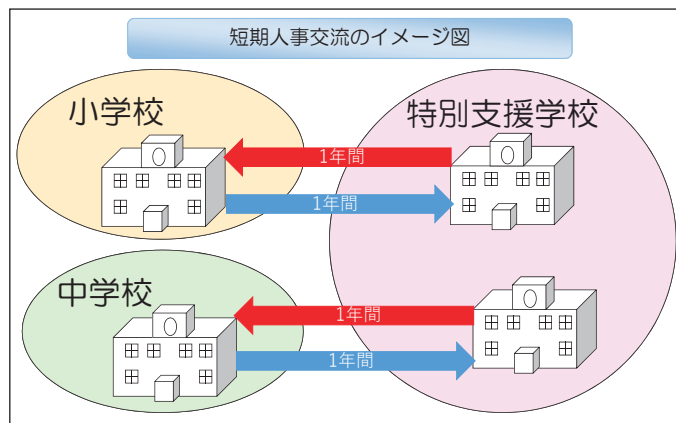 短期人事交流のイメージ図
小学校
特別支援学校
1年間
1年間
中学校
1年間
1年間